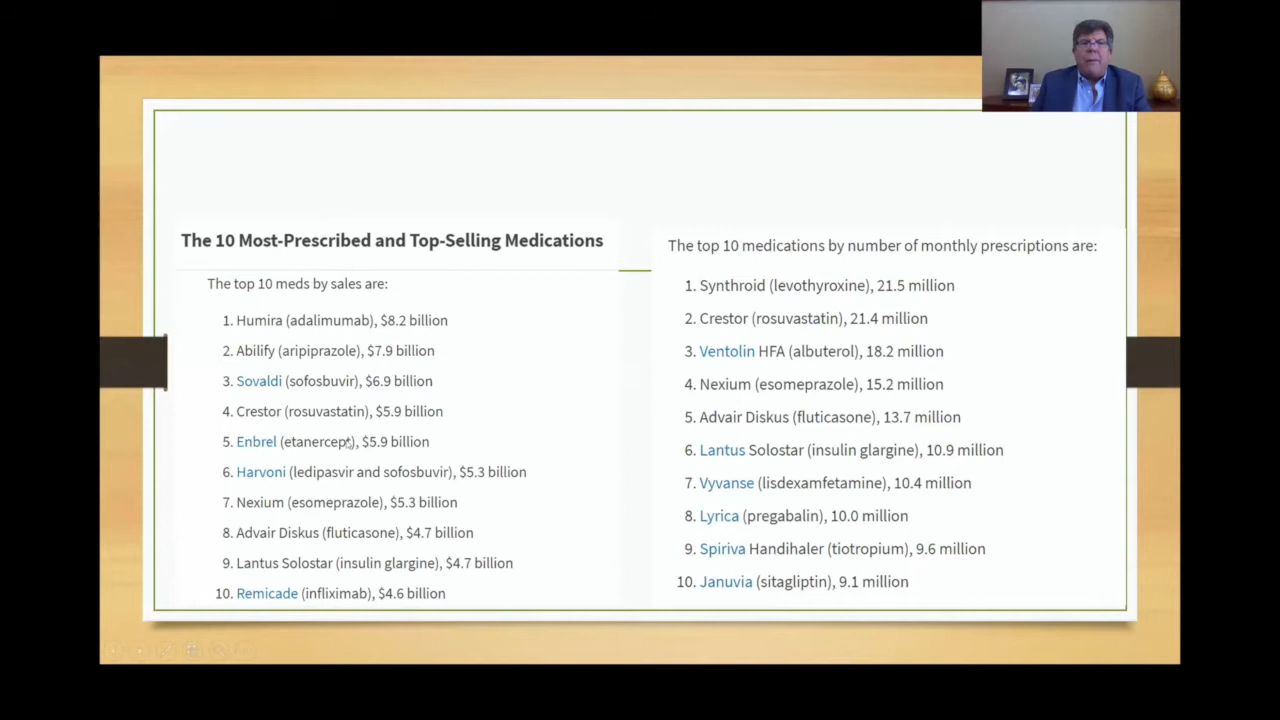 The 10 Most-Prescribed and Top-Selling Medications
The top 10 meds by sales are:
1. Humira (adalimumab), $8.2 billion
2. Abilify (aripiprazole), $7.9 billion
3. Sovaldi (sofosbuvir), $6.9 billion
4. Crestor (rosuvastatin), $5.9 billion
5. Enbrel (etanercept), $5.9 billion
6. Harvoni (ledipasvir and sofosbuvir), $5.3 billion
7. Nexium (esomeprazole), $5.3 billion
8. Advair Diskus (fluticasone), $4.7 billion
9. Lantus Solostar (insulin glargine), $4.7 billion
10. Remicade (infliximab), $4.6 billion
The top 10 medications by number of monthly prescriptions are:
1. Synthroid (levothyroxine), 21.5 million
2. Crestor (rosuvastatin), 21.4 million
3. Ventolin HFA (albuterol), 18.2 million
4. Nexium (esomeprazole), 15.2 million
5. Advair Diskus (fluticasone), 13.7 million
6. Lantus Solostar (insulin glargine), 10.9 million
7. Vyvanse (lisdexamfetamine), 10.4 million
8. Lyrica (pregabalin), 10.0 million
9. Spiriva Handihaler (tiotropium), 9.6 million
10. Januvia (sitagliptin), 9.1 million